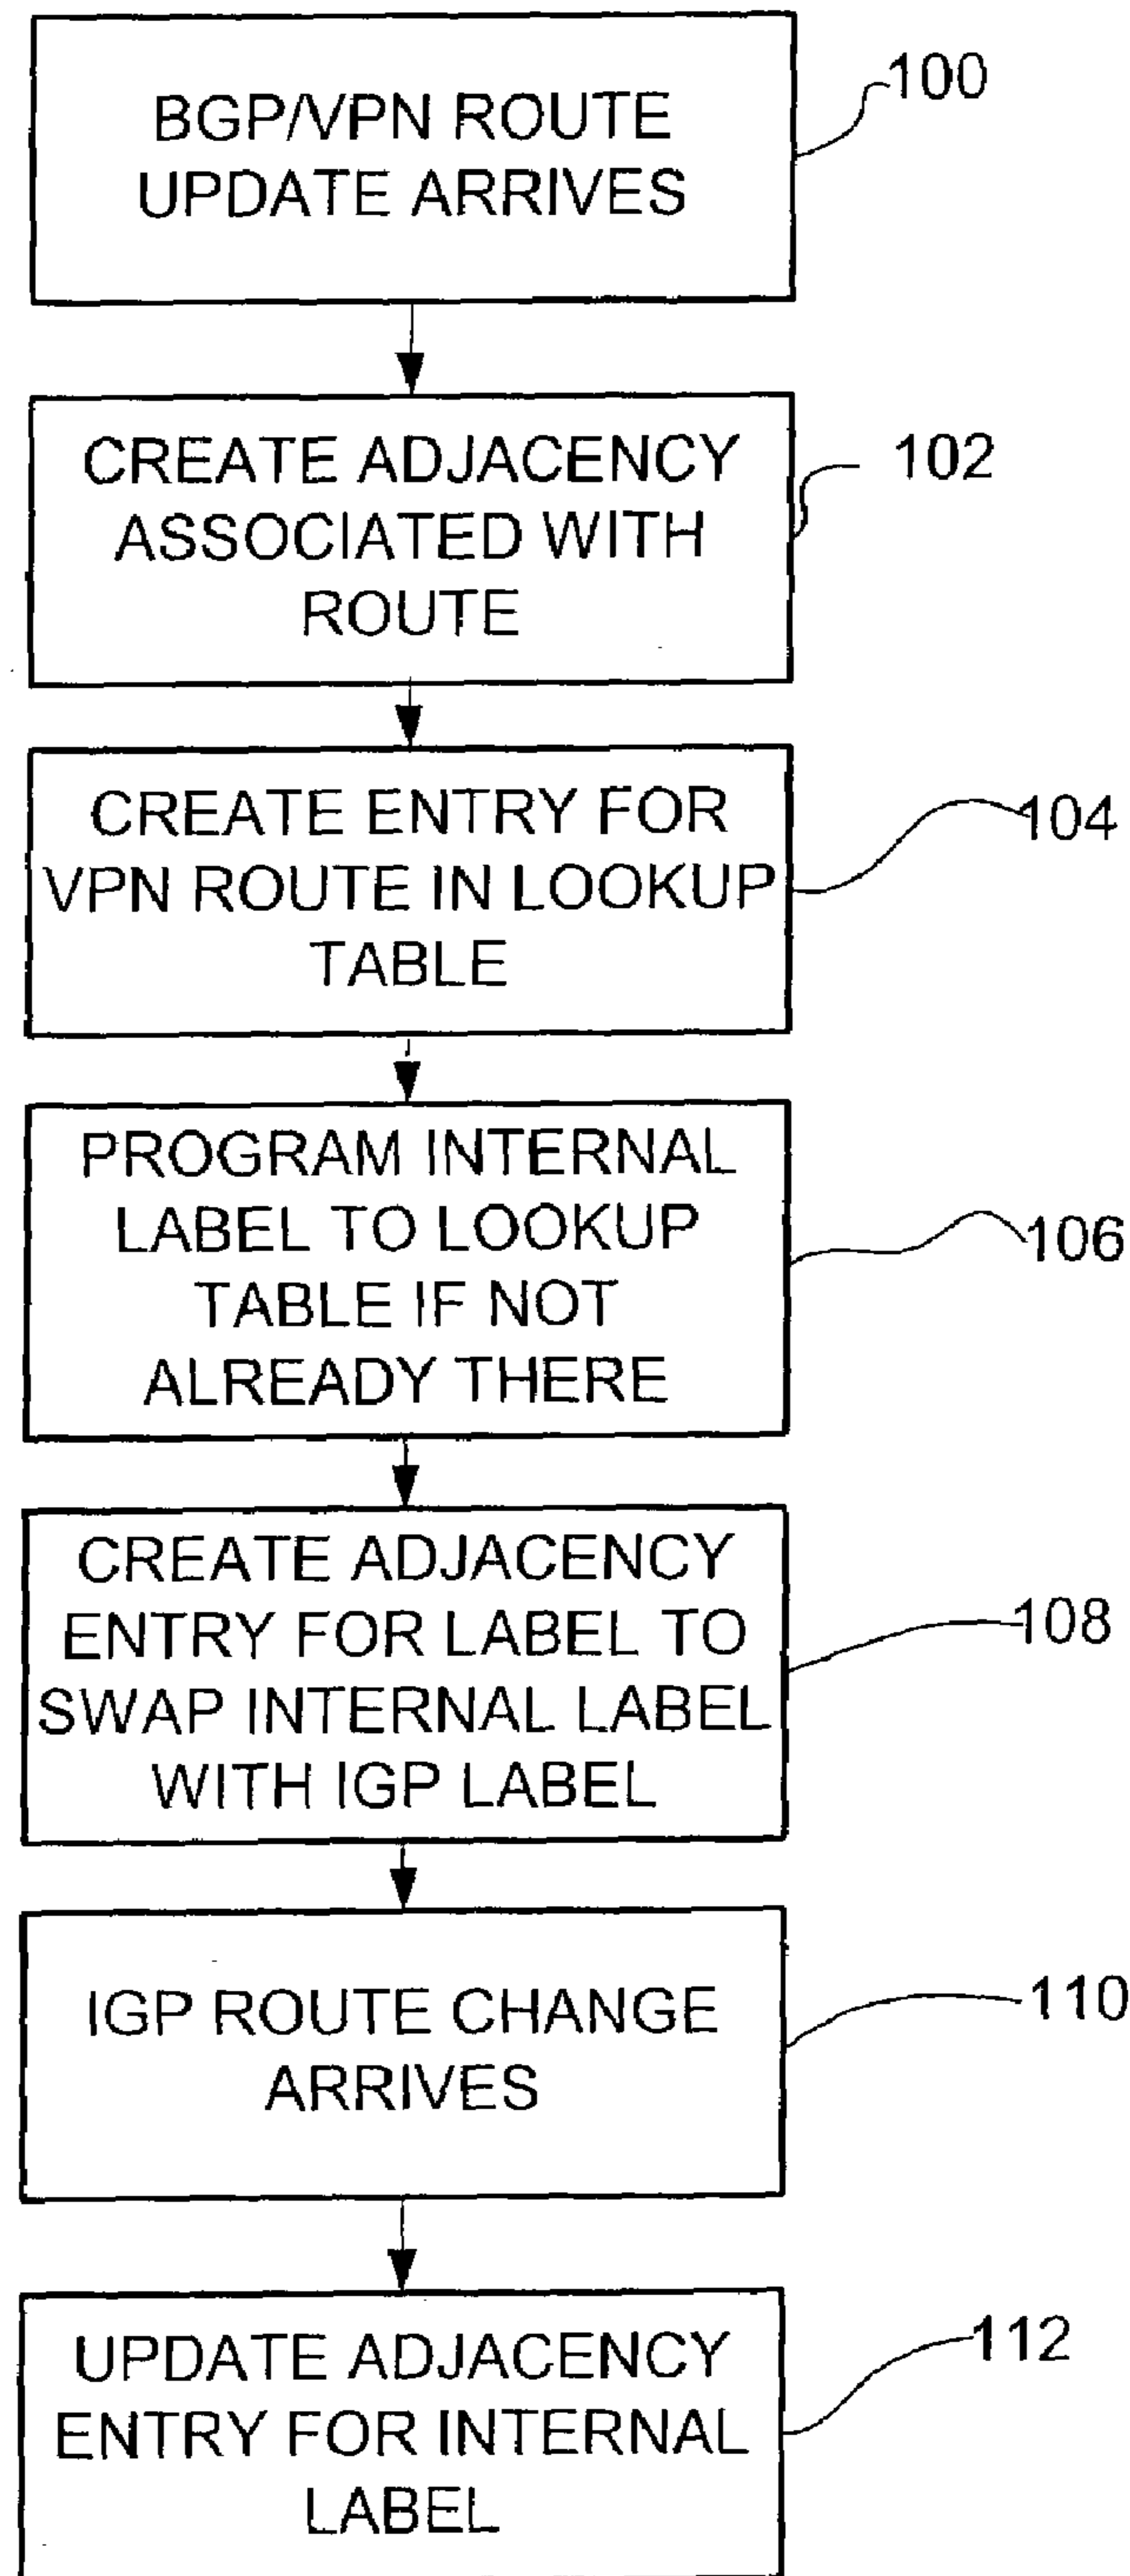 BGP/VPN ROUTE
UPDATE ARRIVES
100
CREATE ADJACENCY
ASSOCIATED WITH
ROUTE
102
CREATE ENTRY FOR
VPN ROUTE IN LOOKUP
TABLE
104
PROGRAM INTERNAL
LABEL TO LOOKUP
TABLE IF NOT
ALREADY THERE
106
CREATE ADJACENCY
ENTRY FOR LABEL TO
SWAP INTERNAL LABEL
WITH IGP LABEL
108
IGP ROUTE CHANGE
ARRIVES
110
UPDATE ADJACENCY
ENTRY FOR INTERNAL
LABEL
112